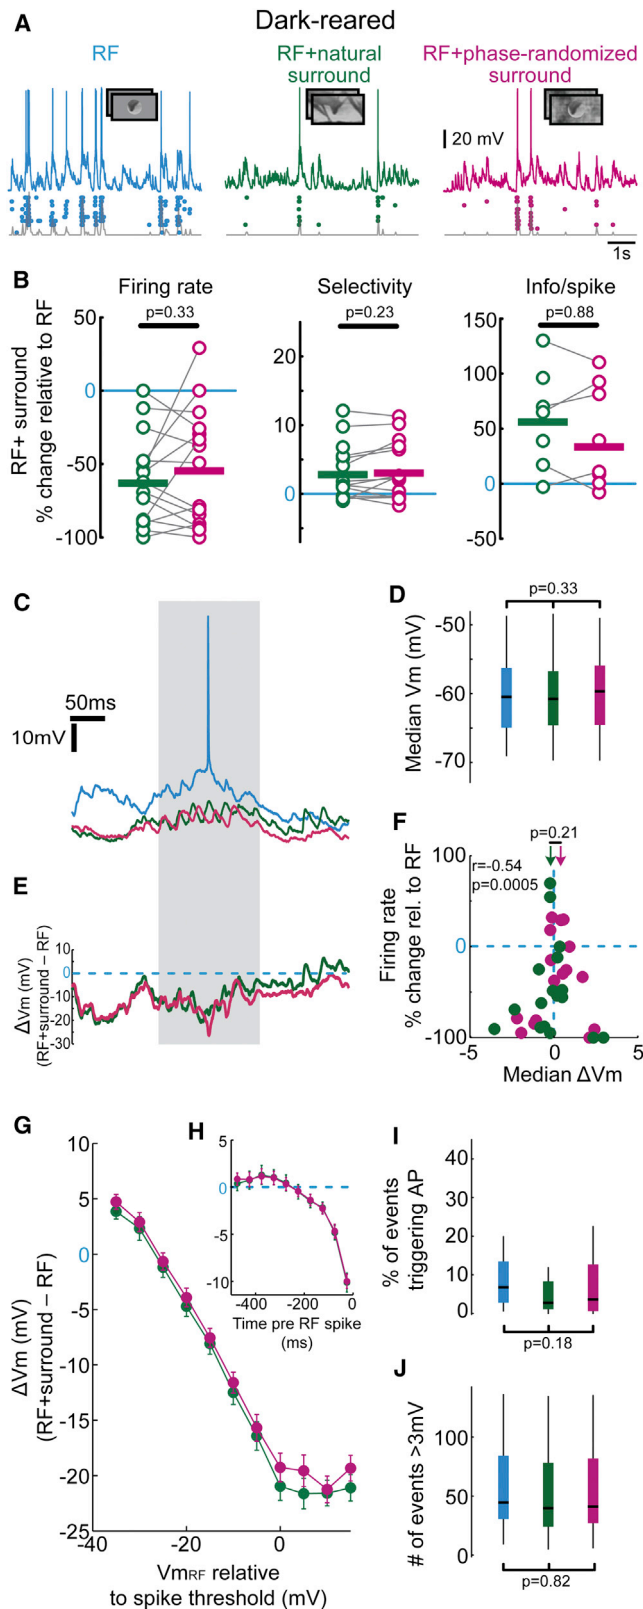 A
Dark-reared
RF
RF+natural
surround
RF+phase-randomized
surround
20 mV
1s
B
Firing rate
Selectivity
Info/spike
p=0.33
p=0.23
p=0.88
RF+ surround
% change relative to RF
50
0
-50
-100
20
10
0
150
100
50
0
-50
C
50ms
10mV
D
p=0.33
Median Vm (mV)
-50
-60
-70
E
ΔVm (mV)
(RF+surround – RF)
10
0
-10
-20
-30
F
p=0.21
r=-0.54
p=0.0005
Firing rate
% change rel. to RF
100
0
-100
-5
0
5
Median ΔVm
G
ΔVm (mV)
(RF+surround – RF)
10
5
0
-5
-10
-15
-20
-25
-40
-20
0
VmRF relative
to spike threshold (mV)
H
5
0
-5
-10
-400
-200
0
Time pre RF spike
(ms)
I
% of events
triggering AP
40
30
20
10
0
p=0.18
J
# of events >3mV
100
50
0
p=0.82